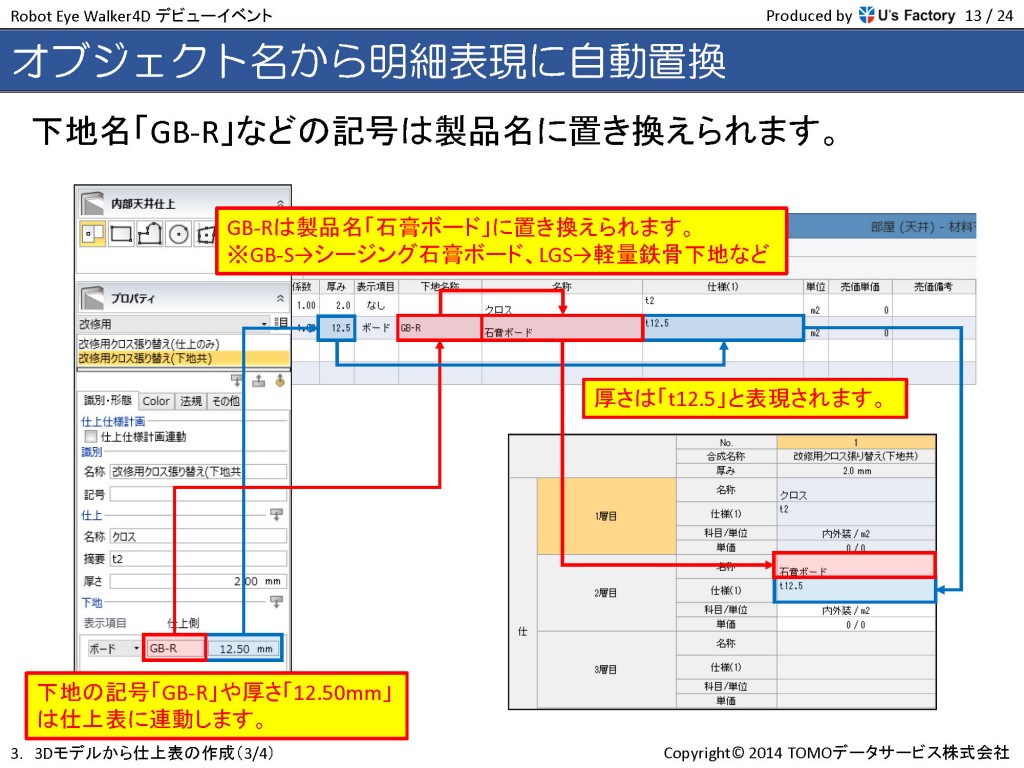 Robot Eye Walker4D デビューイベント
Produced by U's Factory 13 / 24
オブジェクト名から明細表現に自動置換
下地名「GB-R」などの記号は製品名に置き換えられます。
内部天井仕上
GB-Rは製品名「石膏ボード」に置き換えられます。
※GB-S→シージング石膏ボード、LGS→軽量鉄骨下地など
部屋 (天井) - 材料
係数 厚み 表示項目 下地名称 名称 仕様(1) 単位 売価単価 売価備考
1.00 2.0 なし クロス t2 m2 0
12.5 ボード GB-R 石膏ボード t12.5 m2 0
プロパティ
改修用
改修用クロス張り替え(仕上のみ)
改修用クロス張り替え(下地共)
識別・形態 Color 法規 その他
仕上仕様計画
仕上仕様計画連動
識別
名称 改修用クロス張り替え(下地共
記号
仕上
名称 クロス
摘要 t2
厚さ 2.00 mm
下地
表示項目 仕上側
ボード GB-R 12.50 mm
厚さは「t12.5」と表現されます。
No. 1
合成名称 改修用クロス張り替え(下地共)
厚み 2.0 mm
仕
1層目
名称 クロス
仕様(1) t2
科目/単位 内外装 / m2
単価 0 / 0
2層目
名称 石膏ボード
仕様(1) t12.5
科目/単位 内外装 / m2
単価 0 / 0
3層目
名称
仕様(1)
科目/単位
単価
下地の記号「GB-R」や厚さ「12.50mm」
は仕上表に連動します。
3. 3Dモデルから仕上表の作成(3/4)
Copyright© 2014 TOMOデータサービス株式会社